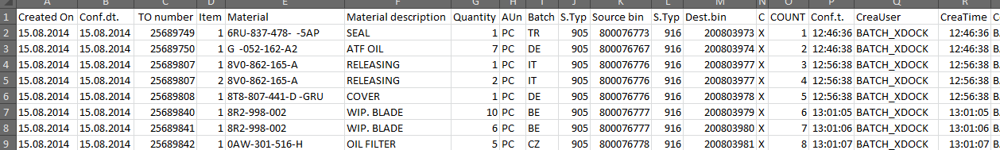 A B C D E F G H I J K L M N O P Q R
1 Created On Conf.dt. TO number Item Material Material description Quantity AUn Batch S.Typ Source bin S.Typ Dest.bin C COUNT Conf.t. CreaUser CreaTime
2 15.08.2014 15.08.2014 25689749 1 6RU-837-478- -5AP SEAL 1 PC TR 905 800076773 916 200803973 X 1 12:46:36 BATCH_XDOCK 12:46:36
3 15.08.2014 15.08.2014 25689750 1 G -052-162-A2 ATF OIL 7 PC DE 905 800076767 916 200803974 X 2 12:46:38 BATCH_XDOCK 12:46:38
4 15.08.2014 15.08.2014 25689807 1 8V0-862-165-A RELEASING 1 PC IT 905 800076776 916 200803977 X 3 12:56:38 BATCH_XDOCK 12:56:38
5 15.08.2014 15.08.2014 25689807 2 8V0-862-165-A RELEASING 2 PC IT 905 800076776 916 200803977 X 4 12:56:38 BATCH_XDOCK 12:56:38
6 15.08.2014 15.08.2014 25689808 1 8T8-807-441-D -GRU COVER 1 PC DE 905 800076776 916 200803978 X 5 12:56:38 BATCH_XDOCK 12:56:38
7 15.08.2014 15.08.2014 25689840 1 8R2-998-002 WIP. BLADE 10 PC BE 905 800076777 916 200803979 X 6 13:01:05 BATCH_XDOCK 13:01:05
8 15.08.2014 15.08.2014 25689841 1 8R2-998-002 WIP. BLADE 6 PC BE 905 800076777 916 200803980 X 7 13:01:06 BATCH_XDOCK 13:01:06
9 15.08.2014 15.08.2014 25689842 1 0AW-301-516-H OIL FILTER 5 PC CZ 905 800076778 916 200803981 X 8 13:01:07 BATCH_XDOCK 13:01:07